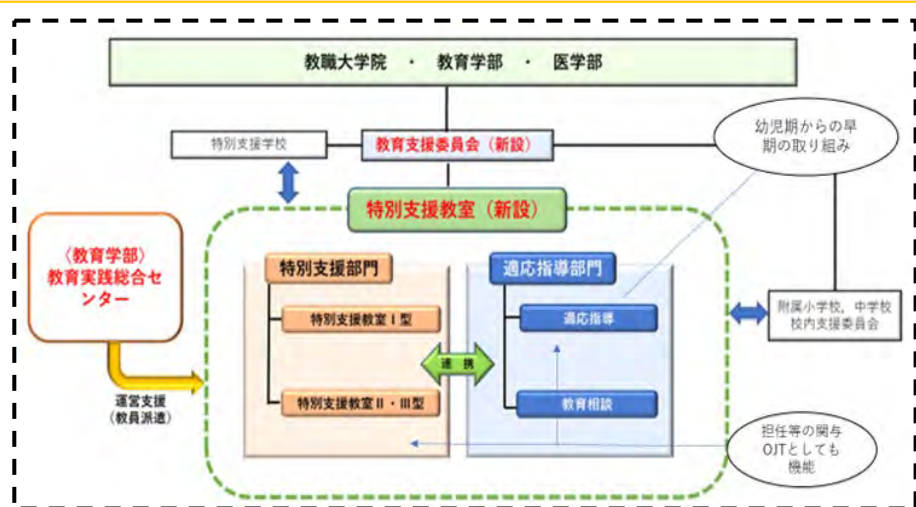 教職大学院 ・ 教育学部 ・ 医学部
特別支援学校
教育支援委員会（新設）
幼児期からの早
期の取り組み
特別支援教室（新設）
〈教育学部〉
教育実践総合セ
ンター
特別支援部門
適応指導部門
特別支援教室Ⅰ型
適応指導
附属小学校，中学校
校内支援委員会
連 携
特別支援教室Ⅱ・Ⅲ型
教育相談
運営支援
（教員派遣）
担任等の関与
OJTとしても
機能